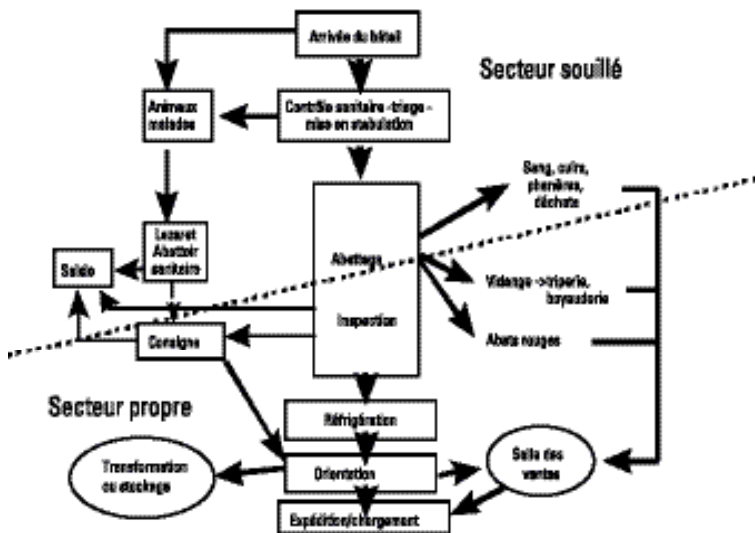 Arrivée du bétail
Secteur souillé
Animaux
malades
Contrôle sanitaire -triage -
mise en stabulation
Sang, cuirs,
phanères,
déchets
Lazaret
Abattoir
sanitaire
Saisie
Abattage
Vidange ->triperie,
boyauderie
Inspection
Consigne
Abats rouges
Secteur propre
Réfrigération
Transformation
ou stockage
Orientation
Salle des
ventes
Expédition/chargement